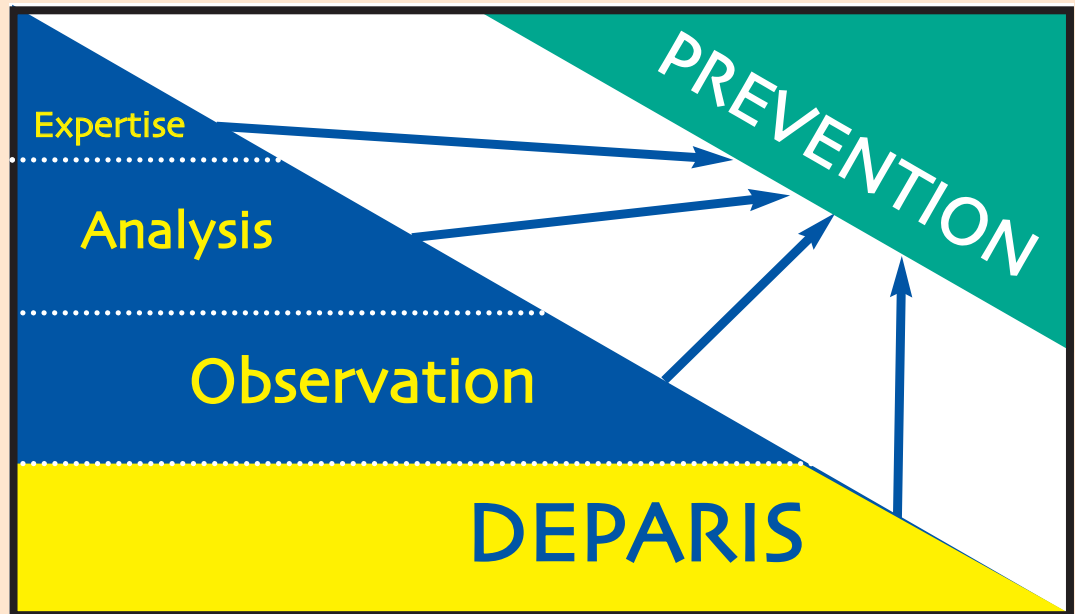 PREVENTION
Expertise
Analysis
Observation
DEPARIS